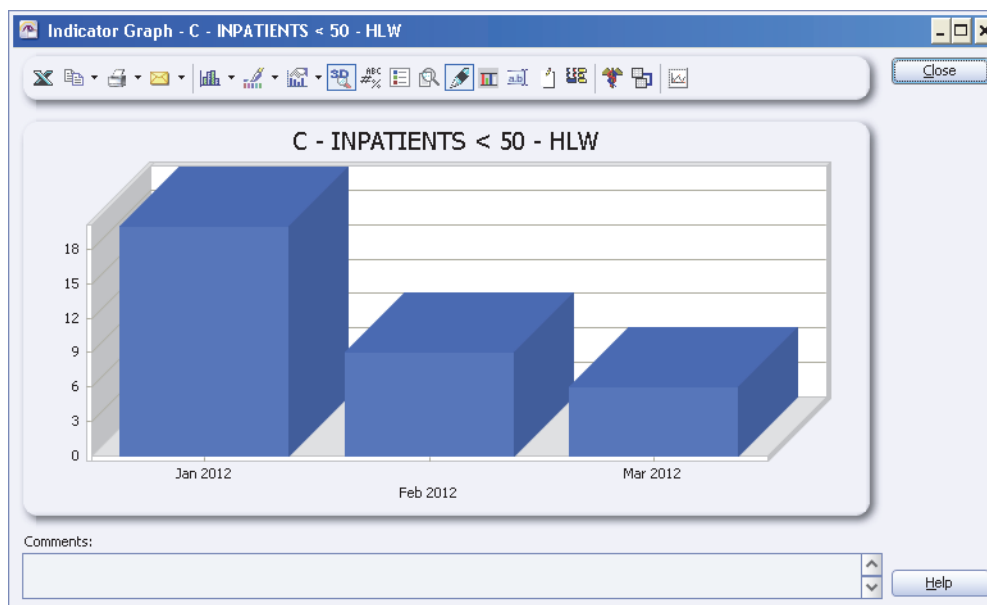 Indicator Graph - C - INPATIENTS < 50 - HLW
Close
C - INPATIENTS < 50 - HLW
18
15
12
9
6
3
0
Jan 2012
Feb 2012
Mar 2012
Comments:
Help